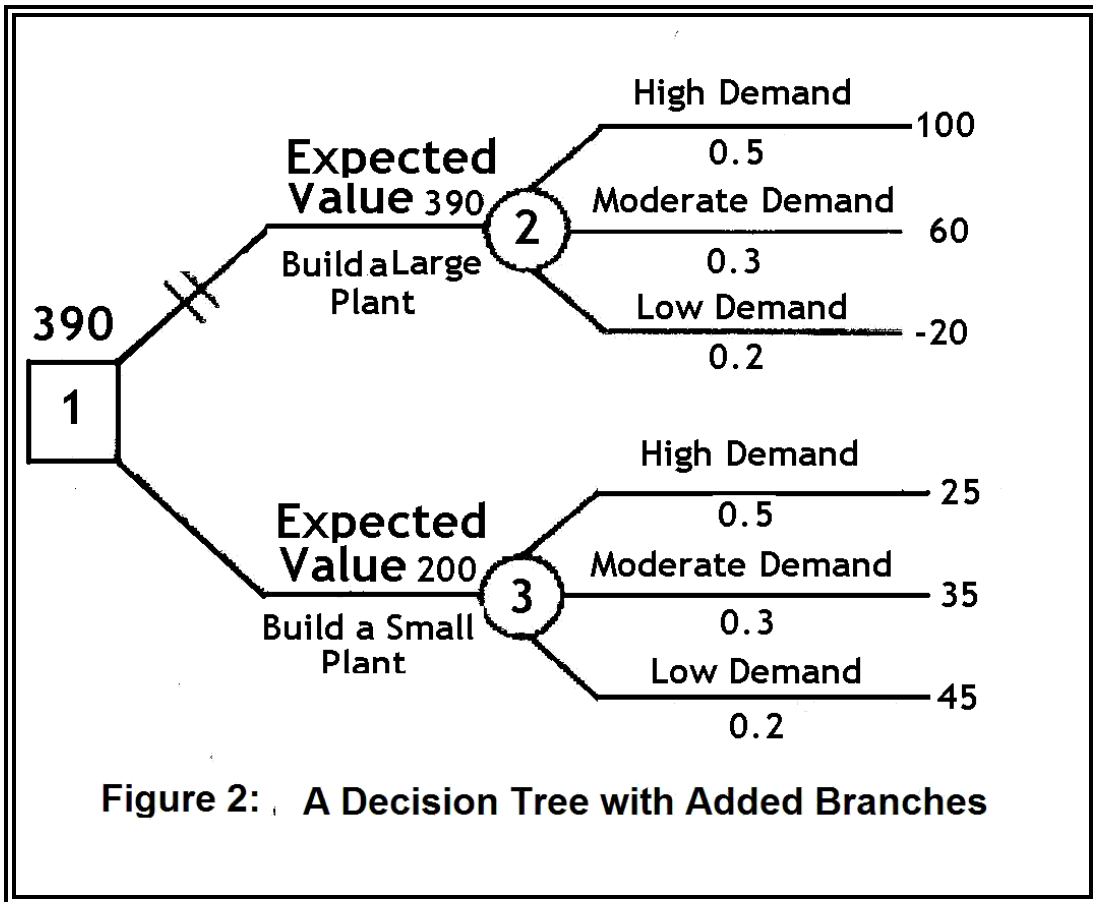 High Demand
100
0.5
Expected
Value 390
2
Moderate Demand
60
0.3
Build a Large
Plant
Low Demand
-20
0.2
390
1
High Demand
25
0.5
Expected
Value 200
3
Moderate Demand
35
0.3
Build a Small
Plant
Low Demand
45
0.2
Figure 2: A Decision Tree with Added Branches